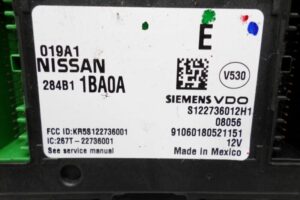 019A1
E
NISSAN
284B1 1BA0A
V530
SIEMENS VDO
S122736012H1
08056
FCC ID:KR5S122736001
91060180521151
IC:267T-22736001
12V
See service manual
Made in Mexico